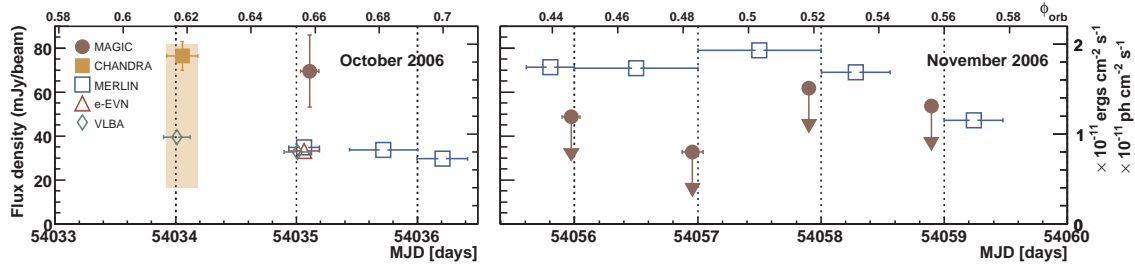 0.58 0.6 0.62 0.64 0.66 0.68 0.7
0.44 0.46 0.48 0.5 0.52 0.54 0.56 0.58 ϕorb
Flux density (mJy/beam)
80
60
40
20
0
MAGIC
CHANDRA
MERLIN
e-EVN
VLBA
October 2006
November 2006
2
1
0
× 10-11 ergs cm-2 s-1
× 10-11 ph cm-2 s-1
54033 54034 54035 54036
MJD [days]
54056 54057 54058 54059 54060
MJD [days]